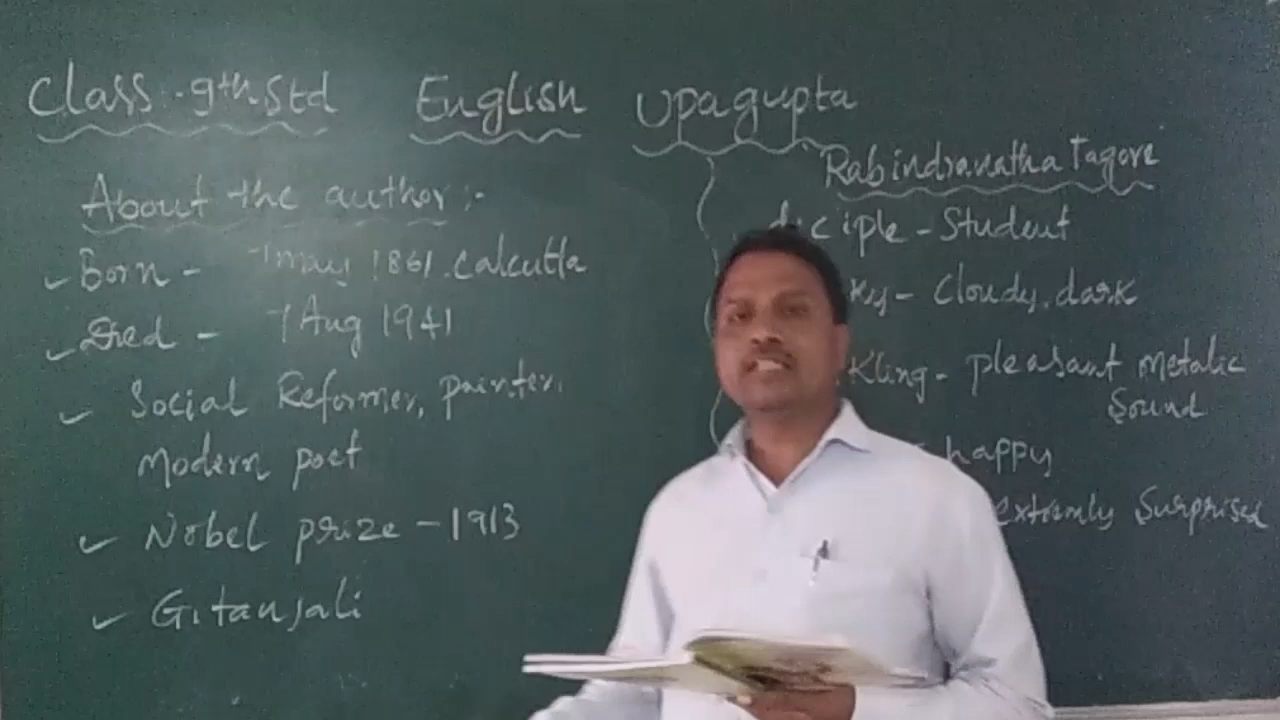 Class 9th Std English Upagupta
Rabindranatha Tagore
About the author :-
Born - 7 may 1861. Calcutta
Died - 7 Aug 1941
Social Reformer, painter,
Modern poet
Nobel prize - 1913
Gitanjali
diciple - Student
ky - Cloudy, dark
kling - pleasant metalic
Sound
happy
extremly Surprised